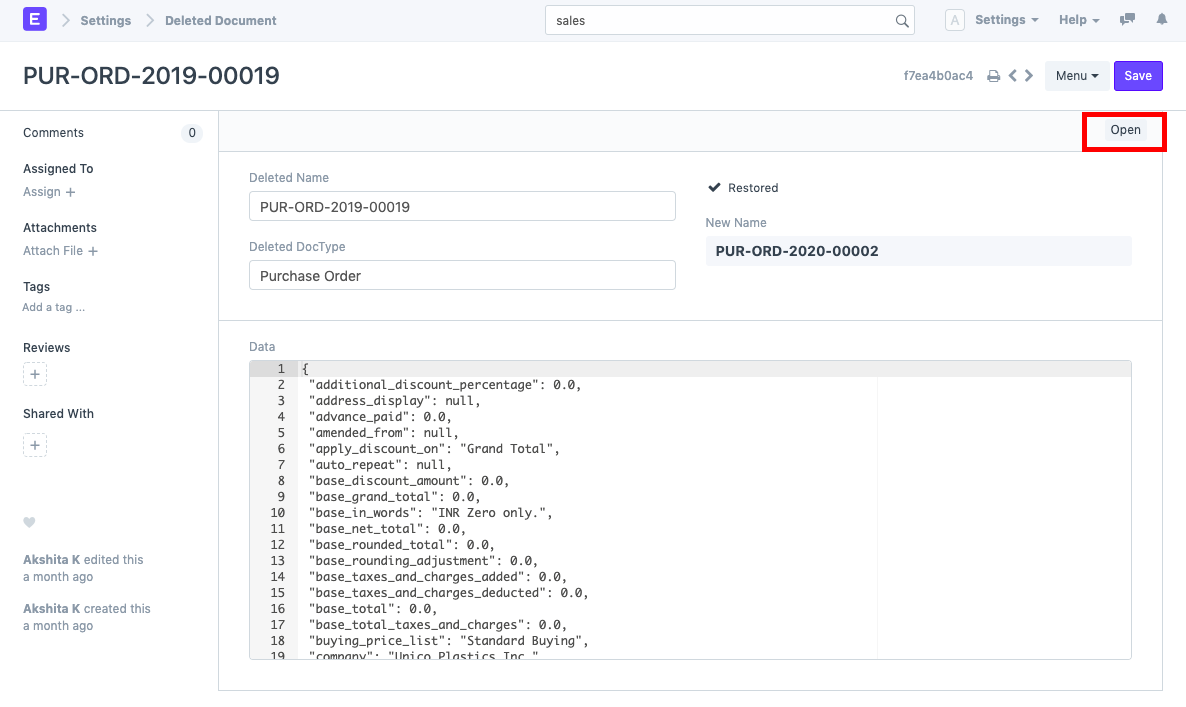 E Settings Deleted Document sales A Settings Help
PUR-ORD-2019-00019 f7ea4b0ac4 Menu Save
Comments 0
Assigned To
Assign +
Attachments
Attach File +
Tags
Add a tag ...
Reviews
+
Shared With
+
Akshita K edited this
a month ago
Akshita K created this
a month ago
Open
Deleted Name
PUR-ORD-2019-00019
Deleted DocType
Purchase Order
Restored
New Name
PUR-ORD-2020-00002
Data
1 {
2 "additional_discount_percentage": 0.0,
3 "address_display": null,
4 "advance_paid": 0.0,
5 "amended_from": null,
6 "apply_discount_on": "Grand Total",
7 "auto_repeat": null,
8 "base_discount_amount": 0.0,
9 "base_grand_total": 0.0,
10 "base_in_words": "INR Zero only.",
11 "base_net_total": 0.0,
12 "base_rounded_total": 0.0,
13 "base_rounding_adjustment": 0.0,
14 "base_taxes_and_charges_added": 0.0,
15 "base_taxes_and_charges_deducted": 0.0,
16 "base_total": 0.0,
17 "base_total_taxes_and_charges": 0.0,
18 "buying_price_list": "Standard Buying",
19 "company": "Unico Plastics Inc."